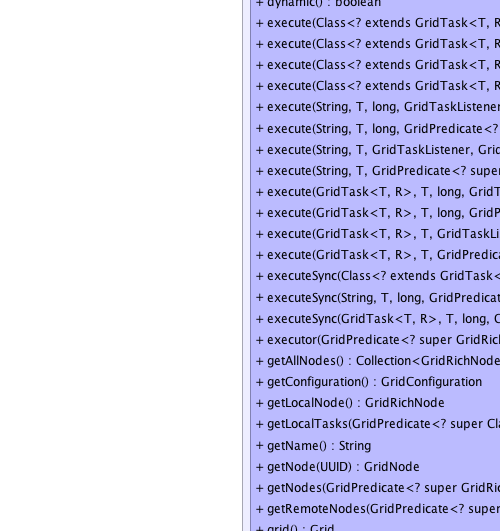 + dynamic() : boolean
+ execute(Class<? extends GridTask<T, R
+ execute(Class<? extends GridTask<T, R
+ execute(Class<? extends GridTask<T, R
+ execute(Class<? extends GridTask<T, R
+ execute(String, T, long, GridTaskListener
+ execute(String, T, long, GridPredicate<?
+ execute(String, T, GridTaskListener, Grid
+ execute(String, T, GridPredicate<? super
+ execute(GridTask<T, R>, T, long, GridT
+ execute(GridTask<T, R>, T, long, GridP
+ execute(GridTask<T, R>, T, GridTaskLi
+ execute(GridTask<T, R>, T, GridPredica
+ executeSync(Class<? extends GridTask<
+ executeSync(String, T, long, GridPredicat
+ executeSync(GridTask<T, R>, T, long, G
+ executor(GridPredicate<? super GridRich
+ getAllNodes() : Collection<GridRichNode
+ getConfiguration() : GridConfiguration
+ getLocalNode() : GridRichNode
+ getLocalTasks(GridPredicate<? super Cla
+ getName() : String
+ getNode(UUID) : GridNode
+ getNodes(GridPredicate<? super GridRic
+ getRemoteNodes(GridPredicate<? super
+ grid() : Grid